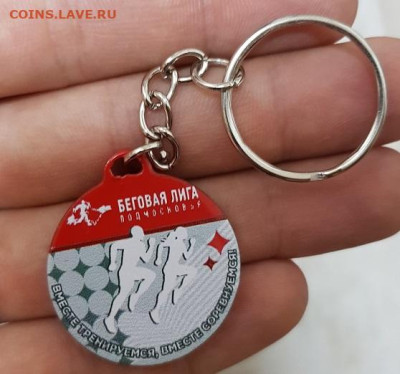 COINS.LAVE.RU
БЕГОВАЯ ЛИГА
ПОДМОСКОВЬЯ
ВМЕСТЕ ТРЕНИРУЕМСЯ, ВМЕСТЕ СОРЕВНУЕМСЯ!